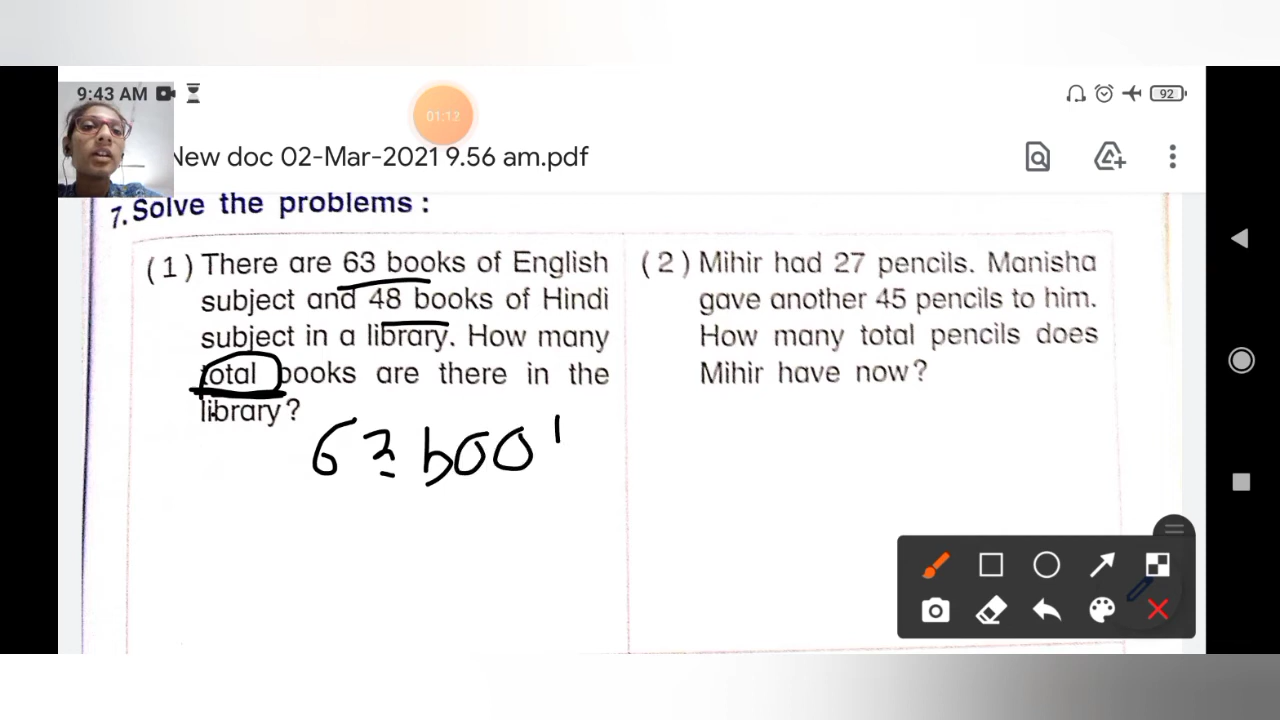 9:43 AM
01:12
92
New doc 02-Mar-2021 9.56 am.pdf
7. Solve the problems :
(1) There are 63 books of English
subject and 48 books of Hindi
subject in a library. How many
total books are there in the
library?
63 boo
(2) Mihir had 27 pencils. Manisha
gave another 45 pencils to him.
How many total pencils does
Mihir have now?